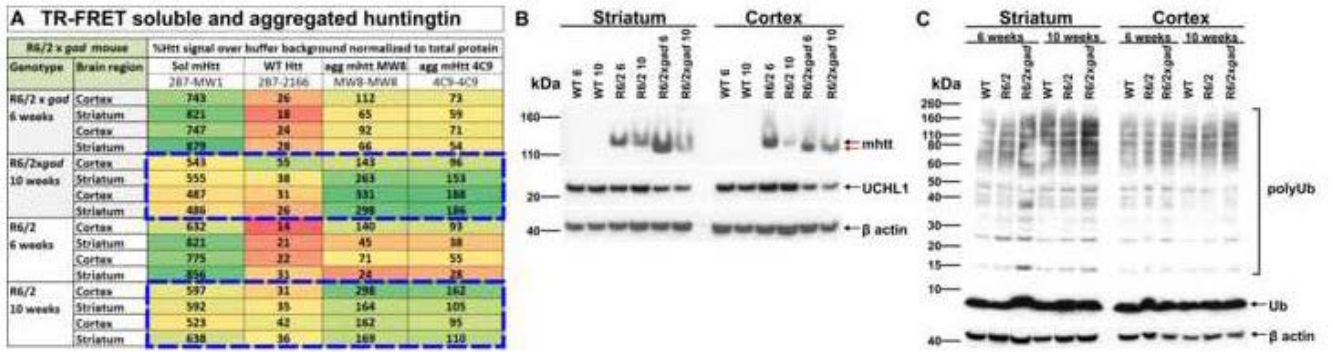 A TR-FRET soluble and aggregated huntingtin
R6/2 x gad mouse %Htt signal over buffer background normalized to total protein
Genotype Brain region Sol mHtt WT Htt agg mhtt MW8 agg mHtt 4C9
2B7-MW1 2B7-2166 MW8-MW8 4C9-4C9
R6/2 x gad Cortex 743 26 112 73
6 weeks Striatum 821 18 65 59
Cortex 747 24 92 71
Striatum 879 28 66 54
R6/2xgad Cortex 543 55 143 96
10 weeks Striatum 555 38 263 153
Cortex 487 31 331 188
Striatum 486 26 298 186
R6/2 Cortex 632 14 140 93
6 weeks Striatum 821 21 45 38
Cortex 775 22 71 55
Striatum 856 31 24 28
R6/2 Cortex 597 31 298 162
10 weeks Striatum 592 35 164 105
Cortex 523 42 162 95
Striatum 638 36 169 110
B Striatum Cortex
WT 6 WT 10 R6/2 6 R6/2 10 R6/2xgad 6 R6/2xgad 10 WT 6 WT 10 R6/2 6 R6/2 10 R6/2xgad 6 R6/2xgad 10
kDa
160
110
mhtt
20
UCHL1
40
β actin
C Striatum Cortex
6 weeks 10 weeks 6 weeks 10 weeks
WT R6/2 R6/2xgad WT R6/2 R6/2xgad WT R6/2 R6/2xgad WT R6/2 R6/2xgad
kDa
260
160
110
80
60
50
40
30
20
15
10
polyUb
Ub
40
β actin